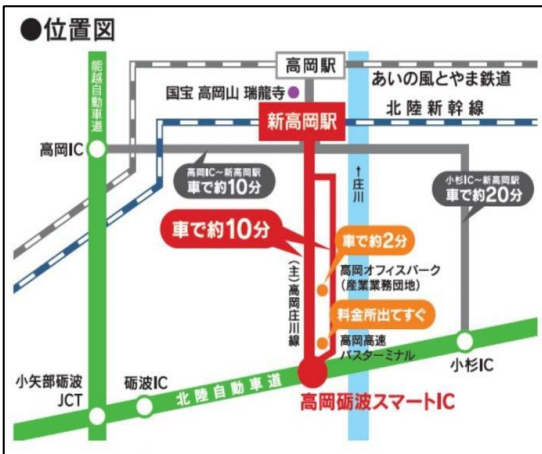 ●位置図
高岡駅
あいの風とやま鉄道
国宝 高岡山 瑞龍寺
北陸新幹線
新高岡駅
能越自動車道
高岡IC
高岡IC～新高岡駅
車で約10分
↑庄川
小杉IC～新高岡駅
車で約20分
車で約10分
車で約2分
高岡オフィスパーク
（産業業務団地）
(主)高岡庄川線
料金所出てすぐ
高岡高速
バスターミナル
小杉IC
小矢部砺波
JCT
砺波IC
北陸自動車道
高岡砺波スマートIC